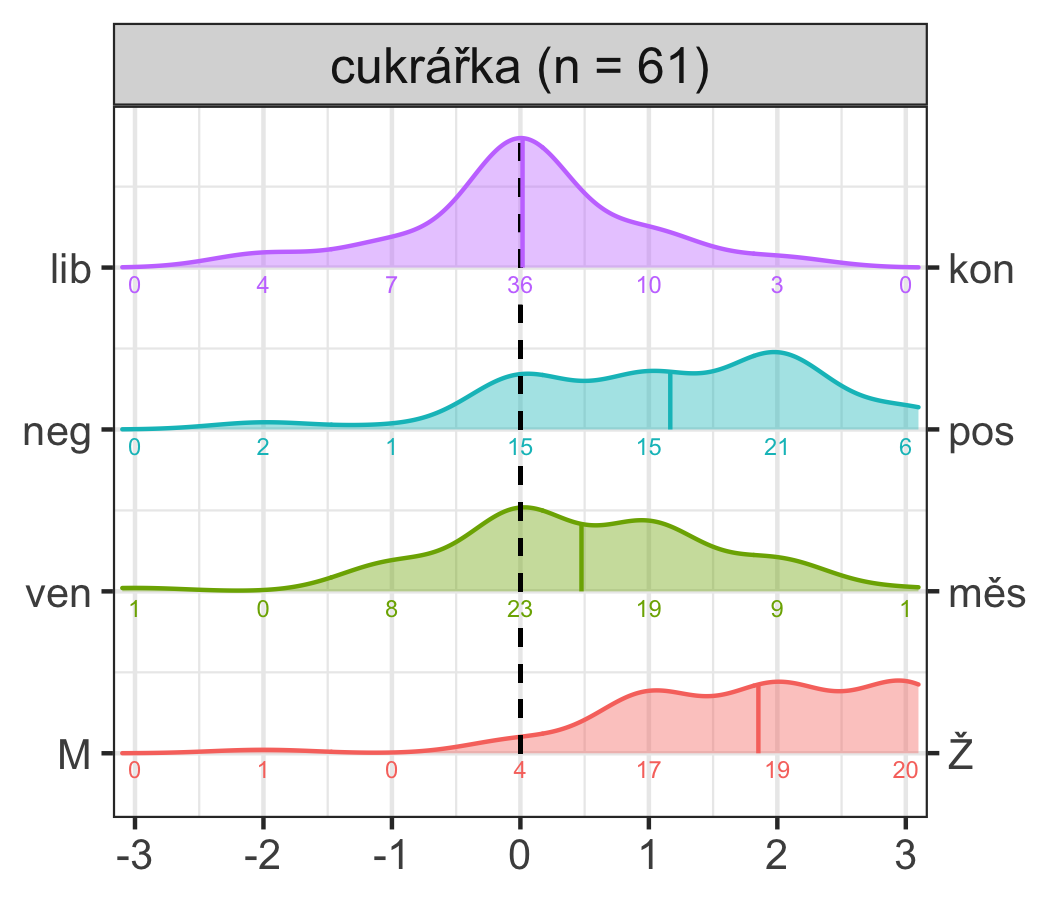 cukrářka (n = 61)
lib kon
0 4 7 36 10 3 0
neg pos
0 2 1 15 15 21 6
ven měs
1 0 8 23 19 9 1
M Ž
0 1 0 4 17 19 20
-3 -2 -1 0 1 2 3